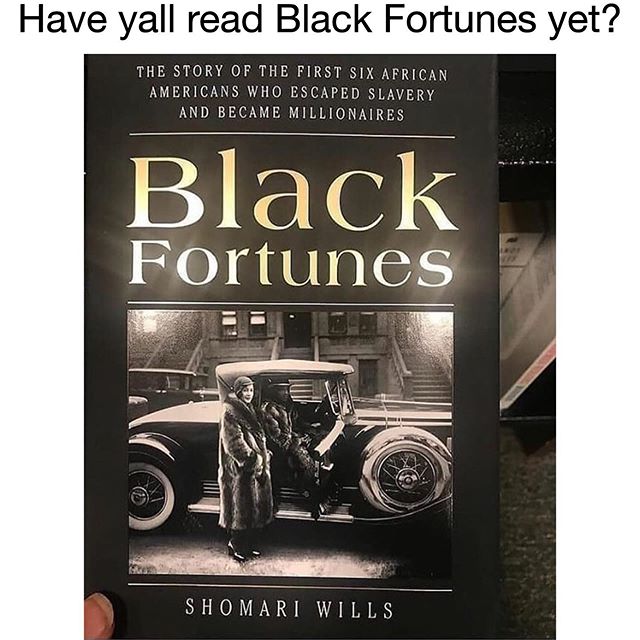 Have yall read Black Fortunes yet?
THE STORY OF THE FIRST SIX AFRICAN
AMERICANS WHO ESCAPED SLAVERY
AND BECAME MILLIONAIRES
Black
Fortunes
SHOMARI WILLS